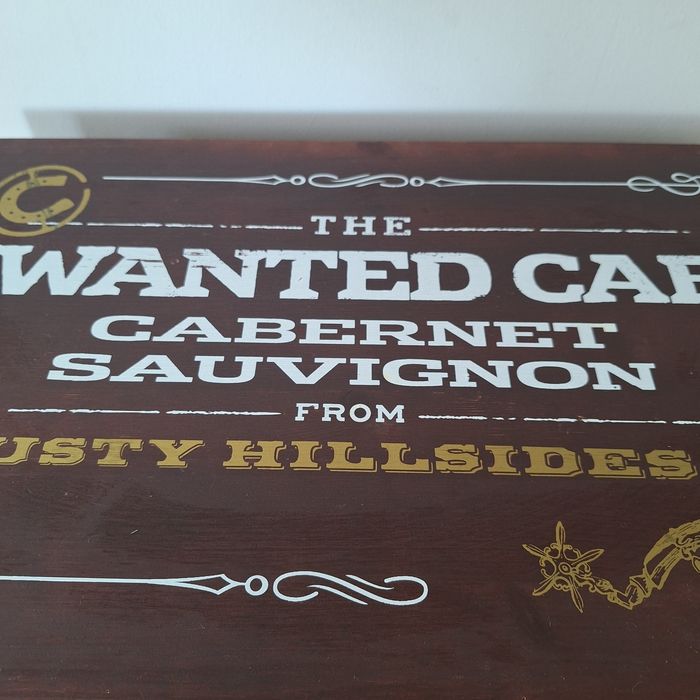 THE
WANTED CAB
CABERNET
SAUVIGNON
FROM
USTY HILLSIDES